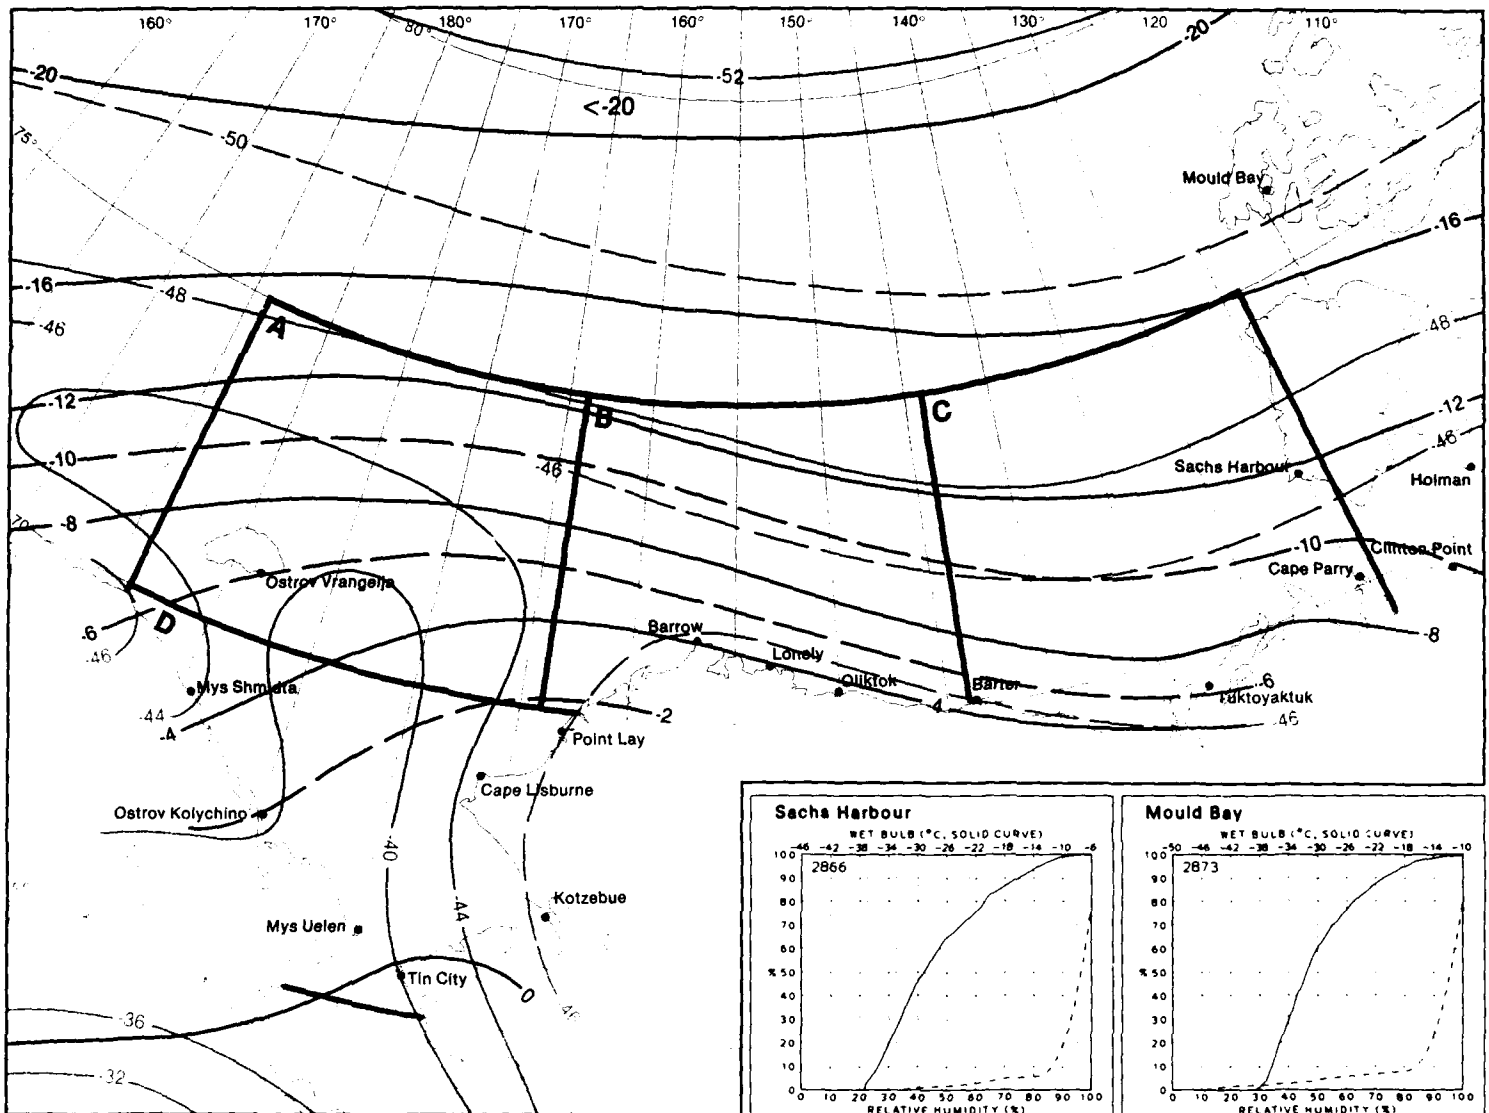 160° 170° 180° 170° 160° 150° 140° 130° 120 110°
80°
-20
-52
-20
<-20
75°
-50
Mould Bay
-16
-16
-48
-46
A
48
-12
B
C
-12
-46
-10
-46
Sachs Harbour
Holman
-8
70
-10
Clinton Point
Ostrov Vrangelja
Cape Parry
D
-6
Barrow
-8
46
Lonely
Mys Shmidta
Oliktok
Barter
-6
Tuktoyaktuk
-44
-4
4
46
-2
Point Lay
Cape Lisburne
Ostrov Kolychino
-40
-44
Kotzebue
Mys Uelen
Tin City
0
46
-36
-32
Sachs Harbour
WET BULB (°C, SOLID CURVE)
-46 -42 -38 -34 -30 -26 -22 -18 -14 -10 -6
100
2866
90
80
70
60
% 50
40
30
20
10
0
0 10 20 30 40 50 60 70 80 90 100
RELATIVE HUMIDITY (%)
Mould Bay
WET BULB (°C, SOLID CURVE)
-50 -46 -42 -38 -34 -30 -26 -22 -18 -14 -10
100
2873
90
80
70
60
% 50
40
30
20
10
0
0 10 20 30 40 50 60 70 80 90 100
RELATIVE HUMIDITY (%)